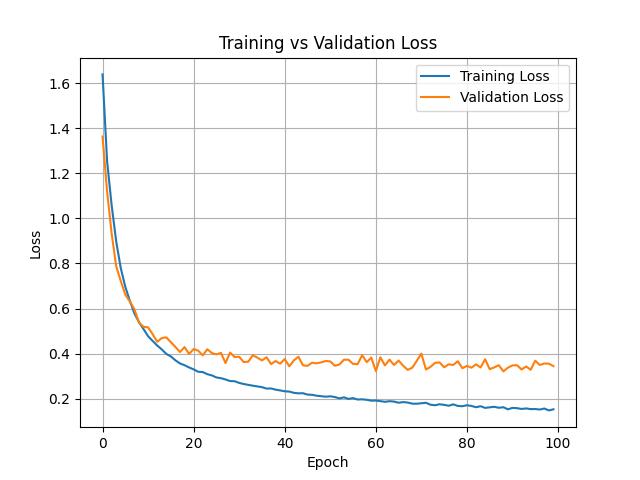 Training vs Validation Loss
Training Loss
Validation Loss
1.6
1.4
1.2
1.0
0.8
0.6
0.4
0.2
Loss
0 20 40 60 80 100
Epoch